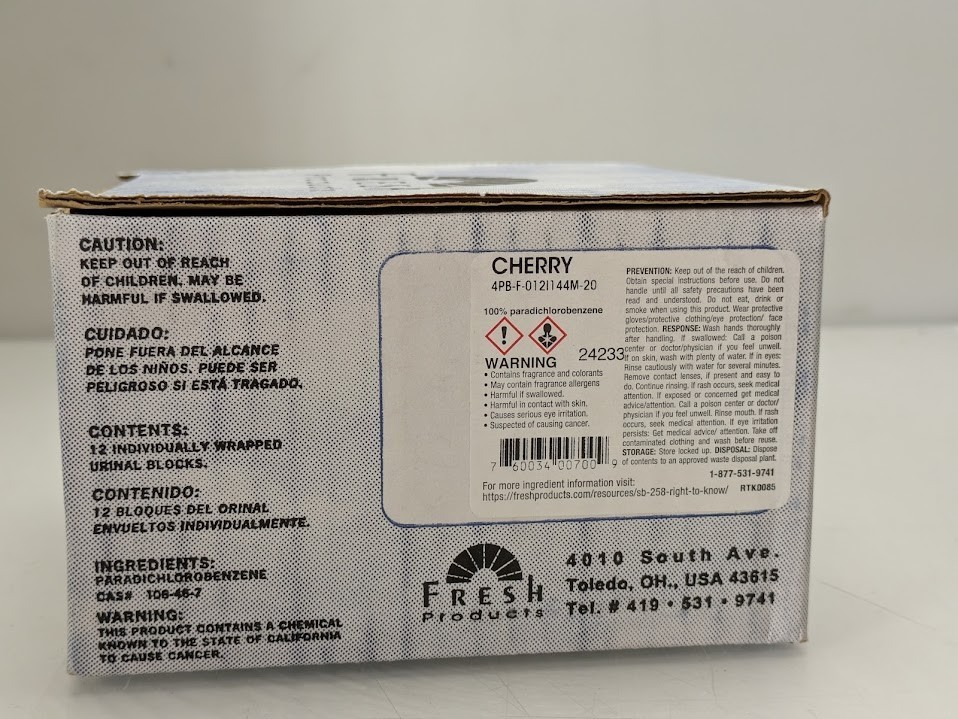 CAUTION:
KEEP OUT OF REACH
OF CHILDREN. MAY BE
HARMFUL IF SWALLOWED.
CUIDADO:
PONE FUERA DEL ALCANCE
DE LOS NIÑOS. PUEDE SER
PELIGROSO SI ESTÁ TRAGADO.
CONTENTS:
12 INDIVIDUALLY WRAPPED
URINAL BLOCKS.
CONTENIDO:
12 BLOQUES DEL ORINAL
ENVUELTOS INDIVIDUALMENTE.
INGREDIENTS:
PARADICHLOROBENZENE
CAS# 106-46-7
WARNING:
THIS PRODUCT CONTAINS A CHEMICAL
KNOWN TO THE STATE OF CALIFORNIA
TO CAUSE CANCER.
CHERRY
4PB-F-012I144M-20
100% paradichlorobenzene
WARNING
24233
• Contains fragrance and colorants
• May contain fragrance allergens
• Harmful if swallowed.
• Harmful in contact with skin.
• Causes serious eye irritation.
• Suspected of causing cancer.
7 60034 00700 9
PREVENTION: Keep out of the reach of children.
Obtain special instructions before use. Do not
handle until all safety precautions have been
read and understood. Do not eat, drink or
smoke when using this product. Wear protective
gloves/protective clothing/eye protection/ face
protection. RESPONSE: Wash hands thoroughly
after handling. If swallowed: Call a poison
center or doctor/physician if you feel unwell.
If on skin, wash with plenty of water. If in eyes:
Rinse cautiously with water for several minutes.
Remove contact lenses, if present and easy to
do. Continue rinsing. If rash occurs, seek medical
attention. If exposed or concerned get medical
advice/attention. Call a poison center or doctor/
physician if you feel unwell. Rinse mouth. If rash
occurs, seek medical attention. If eye irritation
persists: Get medical advice/ attention. Take off
contaminated clothing and wash before reuse.
STORAGE: Store locked up. DISPOSAL: Dispose
of contents to an approved waste disposal plant.
1-877-531-9741
For more ingredient information visit:
https://freshproducts.com/resources/sb-258-right-to-know/
RTK0085
FRESH
Products
4010 South Ave.
Toledo, OH., USA 43615
Tel. # 419 • 531 • 9741